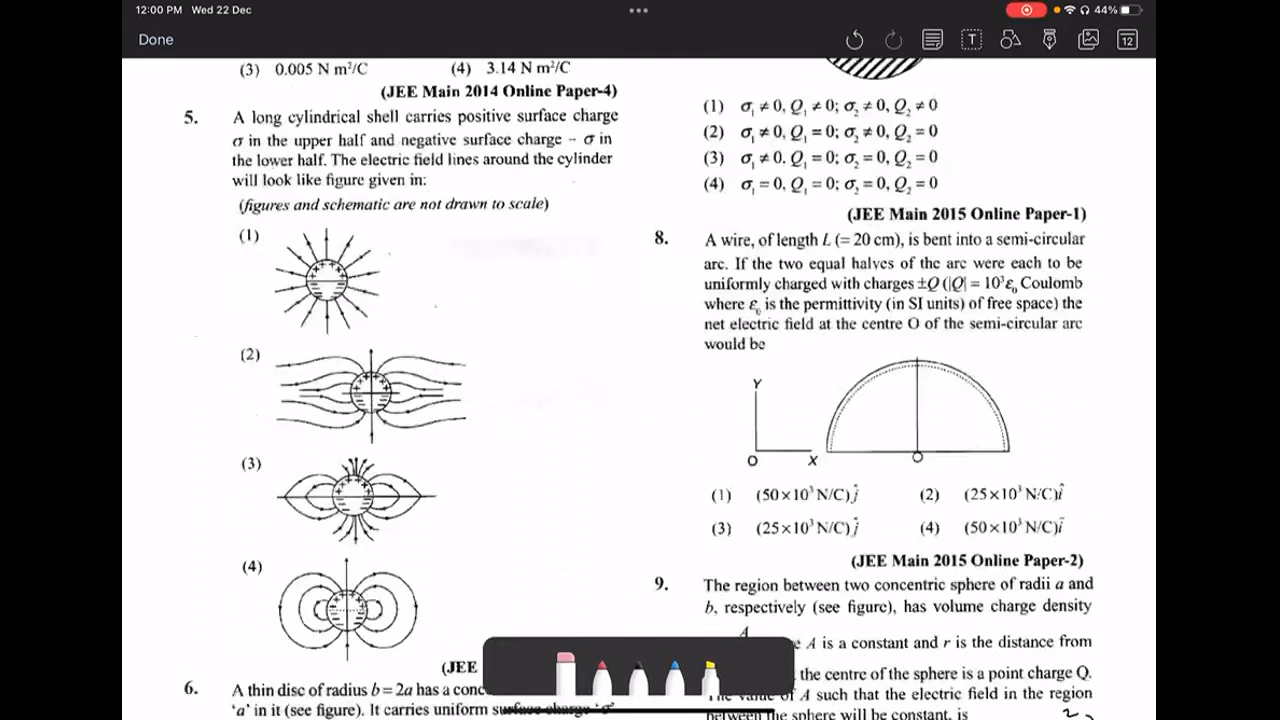 12:00 PM Wed 22 Dec
44%
Done
12
(3) 0.005 N m²/C (4) 3.14 N m²/C
(JEE Main 2014 Online Paper-4)
5. A long cylindrical shell carries positive surface charge
σ in the upper half and negative surface charge - σ in
the lower half. The electric field lines around the cylinder
will look like figure given in:
(figures and schematic are not drawn to scale)
(1)
(2)
(3)
(4)
(JEE
6. A thin disc of radius b = 2a has a conc
'a' in it (see figure). It carries uniform surface charge 'σ'
(1) σ₁ ≠ 0, Q₁ ≠ 0; σ₂ ≠ 0, Q₂ ≠ 0
(2) σ₁ ≠ 0, Q₁ = 0; σ₂ ≠ 0, Q₂ = 0
(3) σ₁ ≠ 0. Q₁ = 0; σ₂ = 0, Q₂ = 0
(4) σ₁ = 0, Q₁ = 0; σ₂ = 0, Q₂ = 0
(JEE Main 2015 Online Paper-1)
8. A wire, of length L (= 20 cm), is bent into a semi-circular
arc. If the two equal halves of the arc were each to be
uniformly charged with charges ±Q (|Q| = 10³ε₀ Coulomb
where ε₀ is the permittivity (in SI units) of free space) the
net electric field at the centre O of the semi-circular arc
would be
Y
O X O
(1) (50×10³ N/C) ĵ (2) (25×10³ N/C) î
(3) (25×10³ N/C) ĵ (4) (50×10³ N/C) î
(JEE Main 2015 Online Paper-2)
9. The region between two concentric sphere of radii a and
b, respectively (see figure), has volume charge density
A
e A is a constant and r is the distance from
the centre of the sphere is a point charge Q.
The value of A such that the electric field in the region
between the sphere will be constant, is